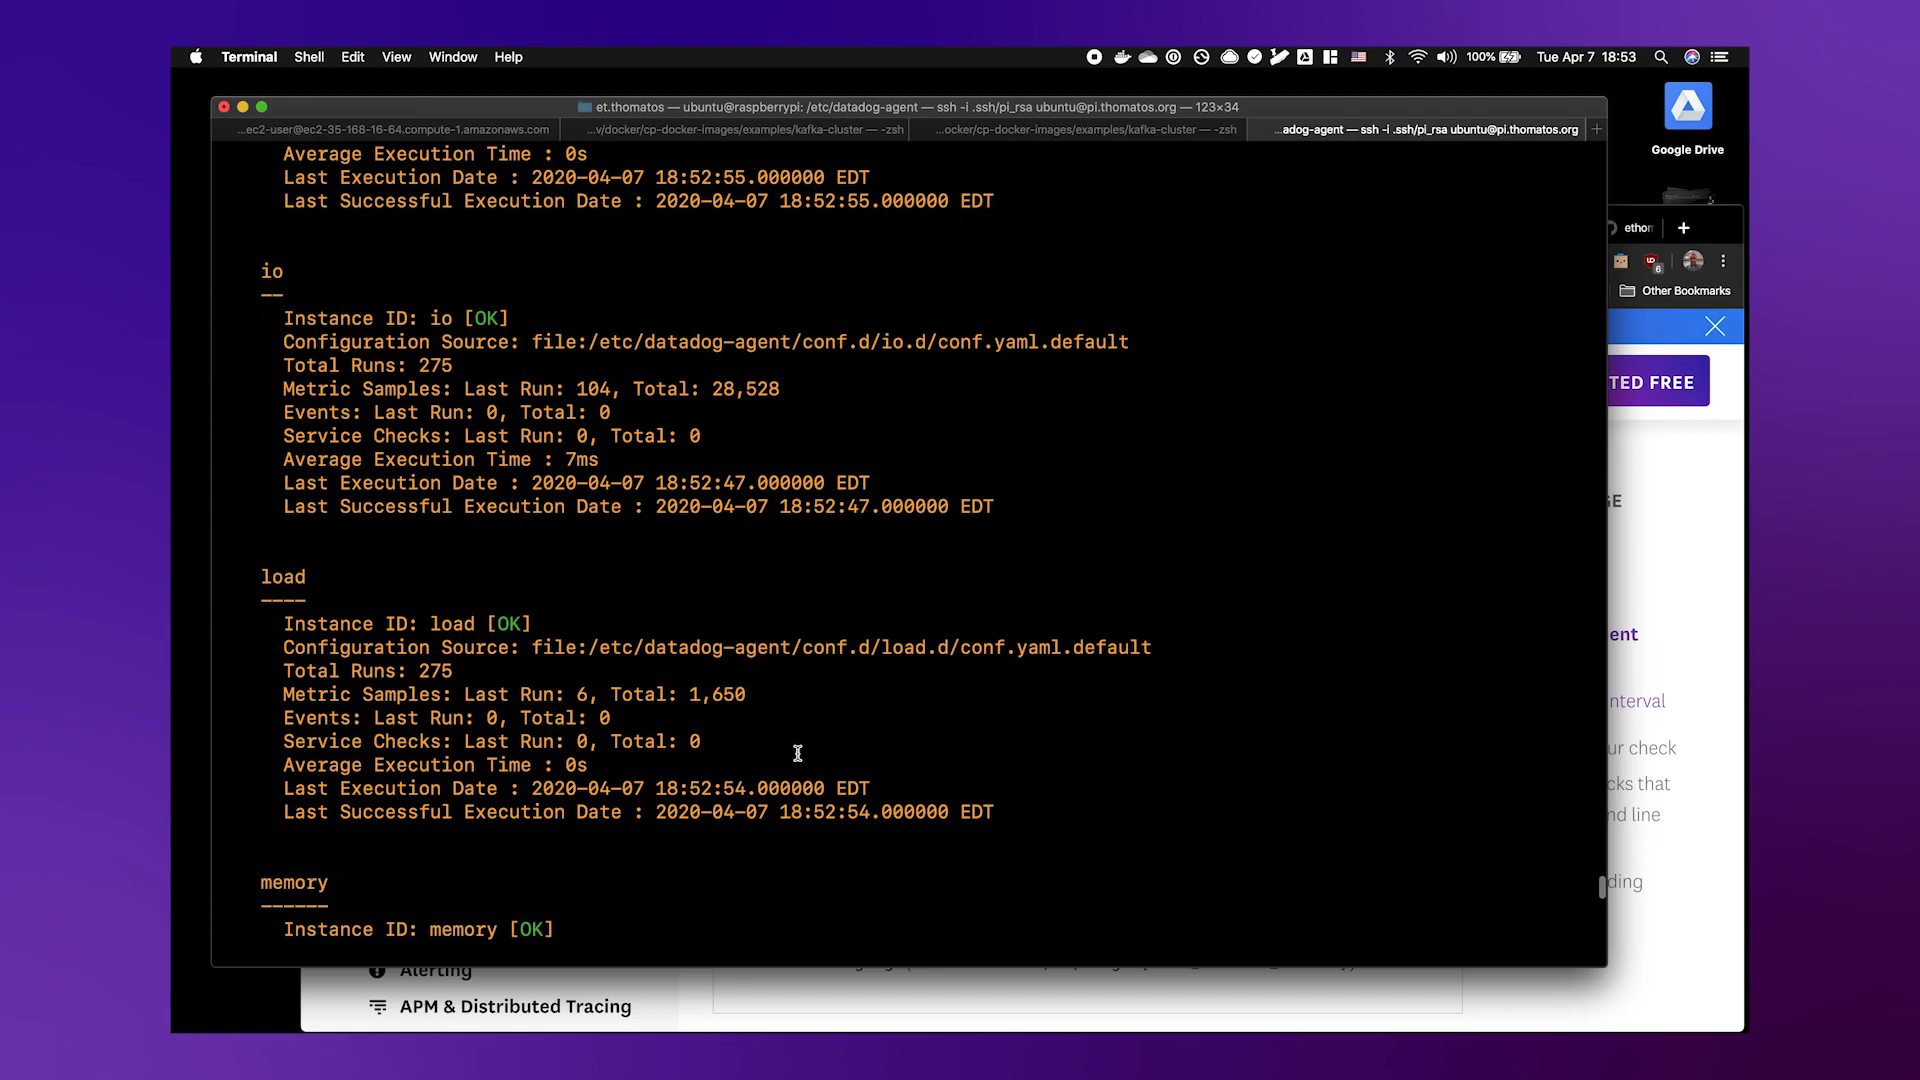 Terminal Shell Edit View Window Help 100% Tue Apr 7 18:53
Google Drive
et.thomatos — ubuntu@raspberrypi: /etc/datadog-agent — ssh -i .ssh/pi_rsa ubuntu@pi.thomatos.org — 123×34
...ec2-user@ec2-35-168-16-64.compute-1.amazonaws.com ...v/docker/cp-docker-images/examples/kafka-cluster — -zsh ...ocker/cp-docker-images/examples/kafka-cluster — -zsh ...adog-agent — ssh -i .ssh/pi_rsa ubuntu@pi.thomatos.org
Average Execution Time : 0s
Last Execution Date : 2020-04-07 18:52:55.000000 EDT
Last Successful Execution Date : 2020-04-07 18:52:55.000000 EDT
io
--
Instance ID: io [OK]
Configuration Source: file:/etc/datadog-agent/conf.d/io.d/conf.yaml.default
Total Runs: 275
Metric Samples: Last Run: 104, Total: 28,528
Events: Last Run: 0, Total: 0
Service Checks: Last Run: 0, Total: 0
Average Execution Time : 7ms
Last Execution Date : 2020-04-07 18:52:47.000000 EDT
Last Successful Execution Date : 2020-04-07 18:52:47.000000 EDT
load
----
Instance ID: load [OK]
Configuration Source: file:/etc/datadog-agent/conf.d/load.d/conf.yaml.default
Total Runs: 275
Metric Samples: Last Run: 6, Total: 1,650
Events: Last Run: 0, Total: 0
Service Checks: Last Run: 0, Total: 0
Average Execution Time : 0s
Last Execution Date : 2020-04-07 18:52:54.000000 EDT
Last Successful Execution Date : 2020-04-07 18:52:54.000000 EDT
memory
------
Instance ID: memory [OK]
ethor
6
Other Bookmarks
TED FREE
GE
ent
nterval
ur check
cks that
nd line
ding
Alerting
APM & Distributed Tracing